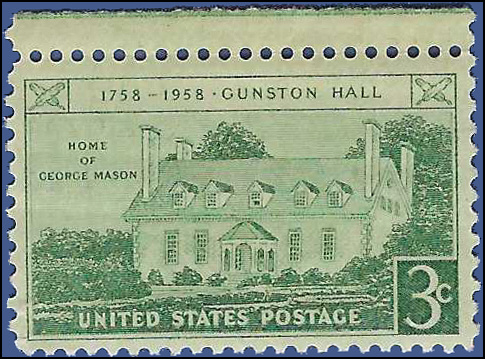 1758 - 1958 · GUNSTON HALL
HOME
OF
GEORGE MASON
3c
UNITED STATES POSTAGE